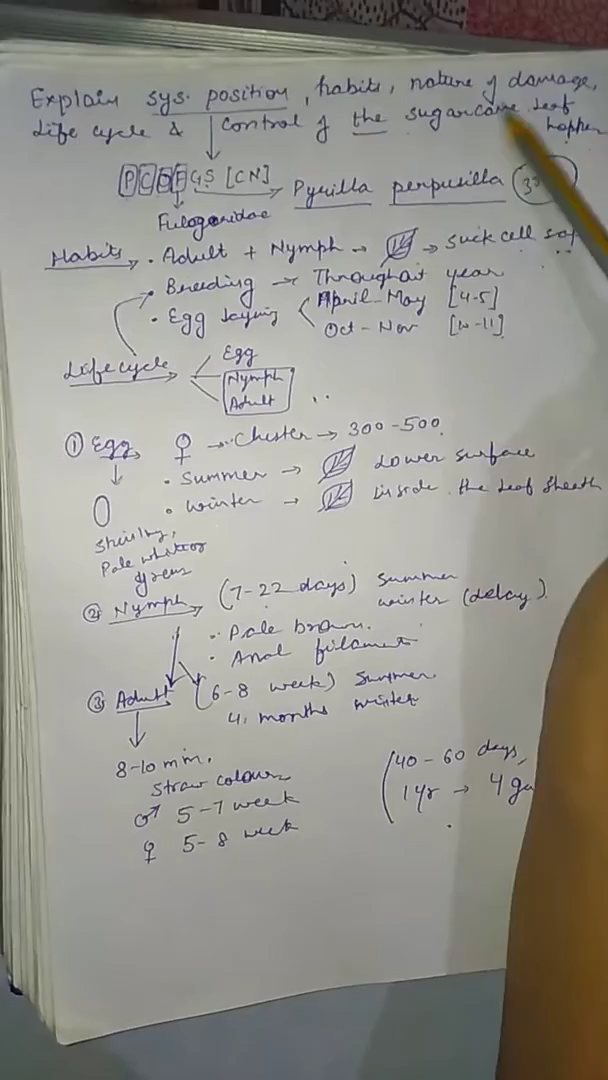 Explain sys. position, habits, nature of damage,
Life cycle & control of the sugarcane leaf
hopper
PCOFGS [CN] → Pyrilla perpusilla
Fulogoridae
Habits → • Adult + Nymph → → suck cell sap
• Breeding → Throughout year
• Egg laying April-May [4-5]
Oct-Nov [10-11]
Lifecycle → Egg
Nymph
Adult
① Egg ♀ → Cluster → 300-500
• Summer → Lower surface
• Winter → inside the leaf sheath
Shining,
Pale whitish
green
② Nymph → (7-22 days) summer
winter (delay)
• Pale brown.
• Anal filament
③ Adult (6-8 week) Summer
4 months winter
8-10 mm.
Straw colour
♂ 5-7 week
♀ 5-8 week
40-60 days,
1 yr → 4